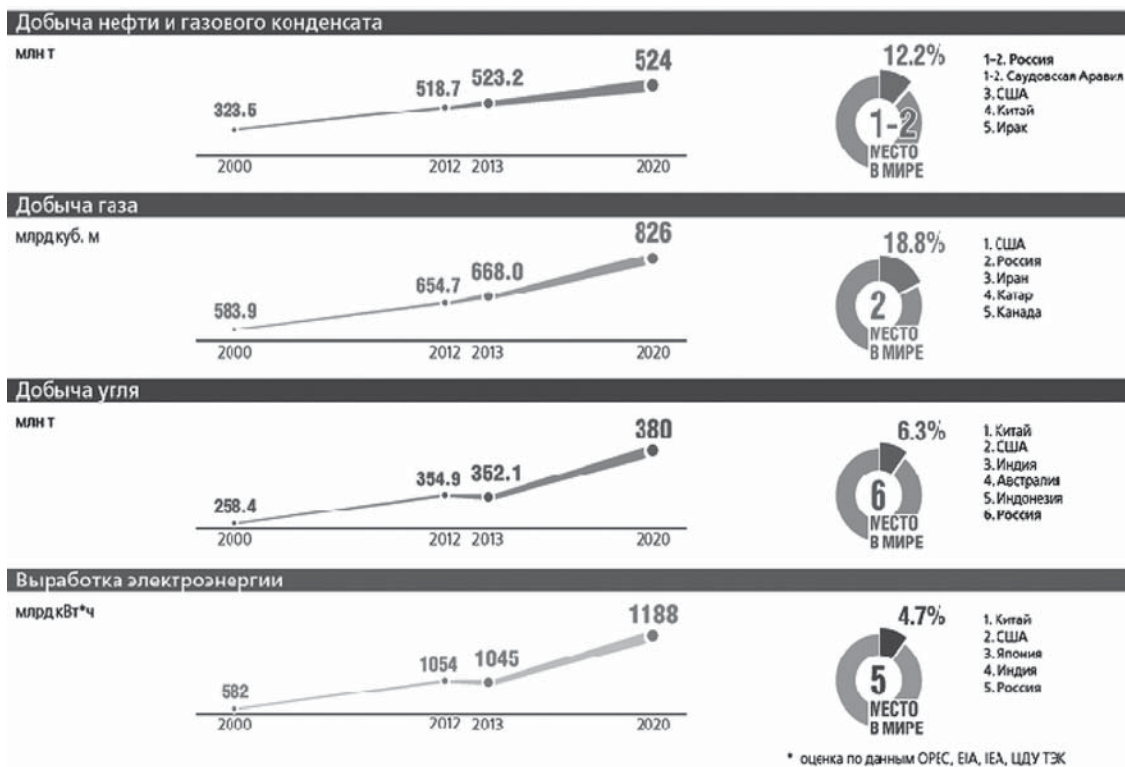 Добыча нефти и газового конденсата
млн т
323.5
518.7
523.2
524
2000
2012
2013
2020
12.2%
1-2
МЕСТО
В МИРЕ
1-2. Россия
1-2. Саудовская Аравия
3. США
4. Китай
5. Ирак
Добыча газа
млрд куб. м
583.9
654.7
668.0
826
2000
2012
2013
2020
18.8%
2
МЕСТО
В МИРЕ
1. США
2. Россия
3. Иран
4. Катар
5. Канада
Добыча угля
млн т
258.4
354.9
352.1
380
2000
2012
2013
2020
6.3%
6
МЕСТО
В МИРЕ
1. Китай
2. США
3. Индия
4. Австралия
5. Индонезия
6. Россия
Выработка электроэнергии
млрд кВт*ч
582
1054
1045
1188
2000
2012
2013
2020
4.7%
5
МЕСТО
В МИРЕ
1. Китай
2. США
3. Япония
4. Индия
5. Россия
* оценка по данным OPEC, EIA, IEA, ЦДУ ТЭК